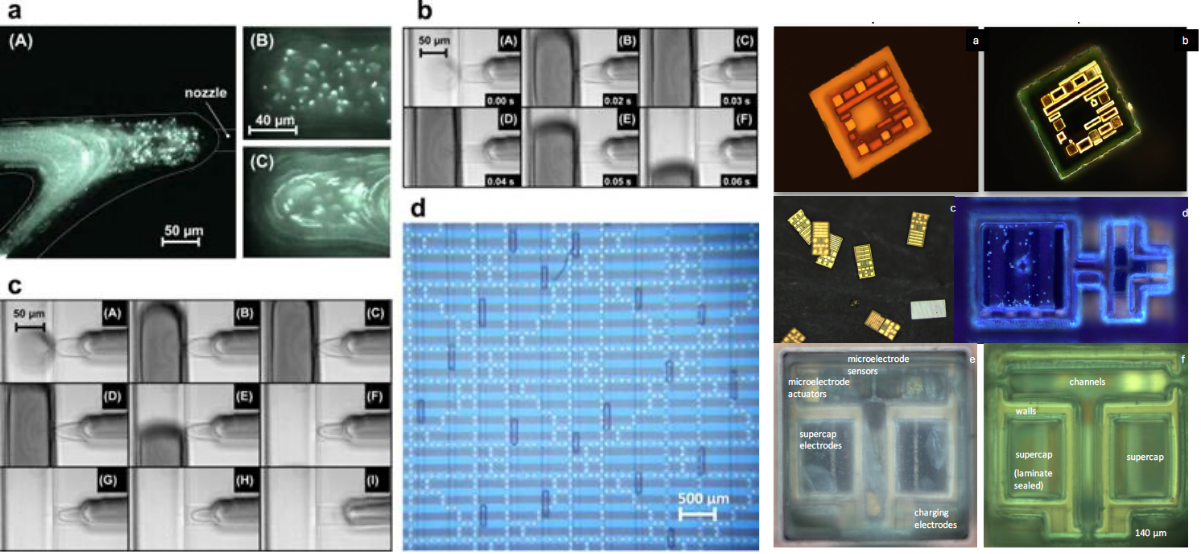 a
(A)
nozzle
50 µm
(B)
40 µm
(C)
b
50 µm
(A)
0.00 s
(B)
0.02 s
(C)
0.03 s
(D)
0.04 s
(E)
0.05 s
(F)
0.06 s
c
50 µm
(A)
(B)
(C)
(D)
(E)
(F)
(G)
(H)
(I)
d
500 µm
a
b
c
d
e
microelectrode
sensors
microelectrode
actuators
supercap
electrodes
charging
electrodes
f
channels
walls
supercap
(laminate
sealed)
supercap
140 µm